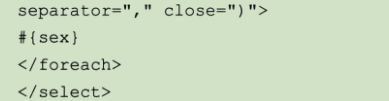 separator="," close=")">
#{sex}
</foreach>
</select>